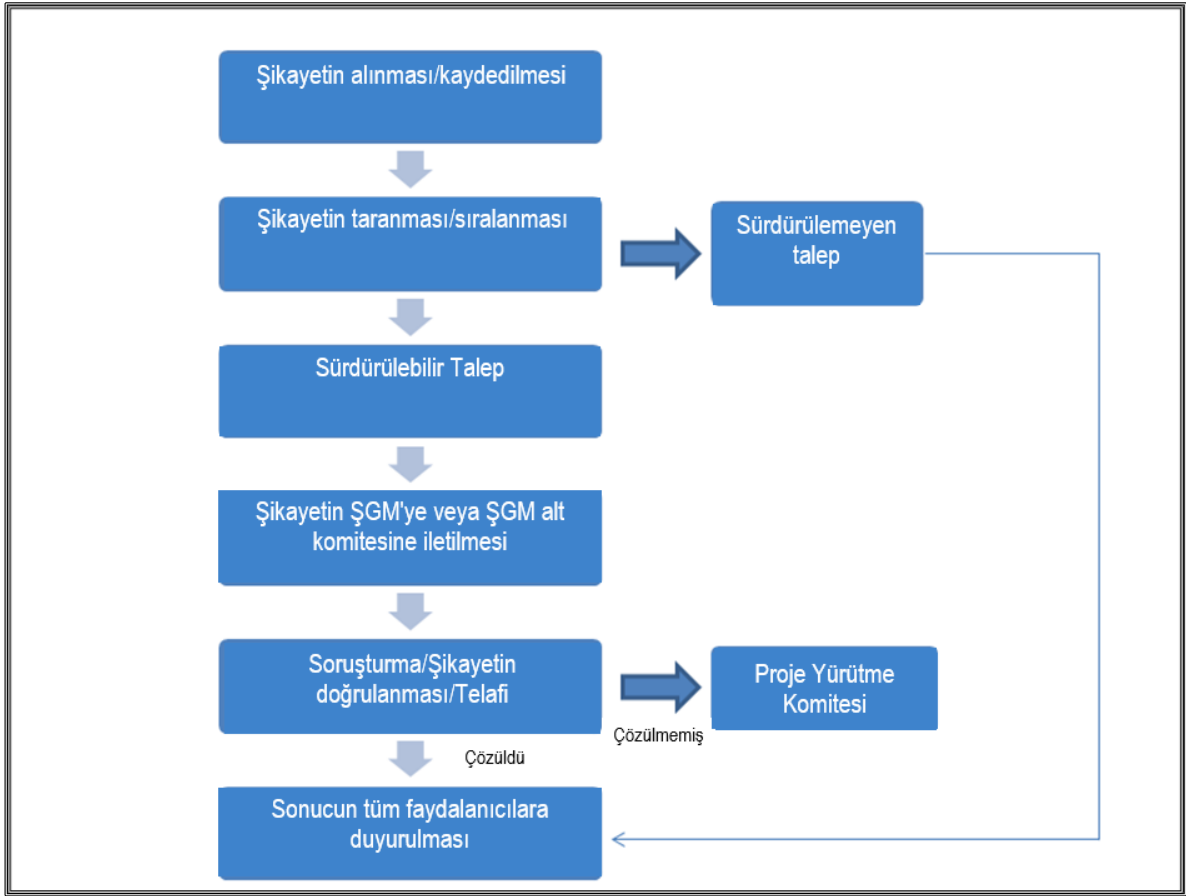 Şikayetin alınması/kaydedilmesi
Şikayetin taranması/sıralanması
Sürdürülemeyen
talep
Sürdürülebilir Talep
Şikayetin ŞGM'ye veya ŞGM alt
komitesine iletilmesi
Soruşturma/Şikayetin
doğrulanması/Telafi
Proje Yürütme
Komitesi
Çözülmemiş
Çözüldü
Sonucun tüm faydalanıcılara
duyurulması